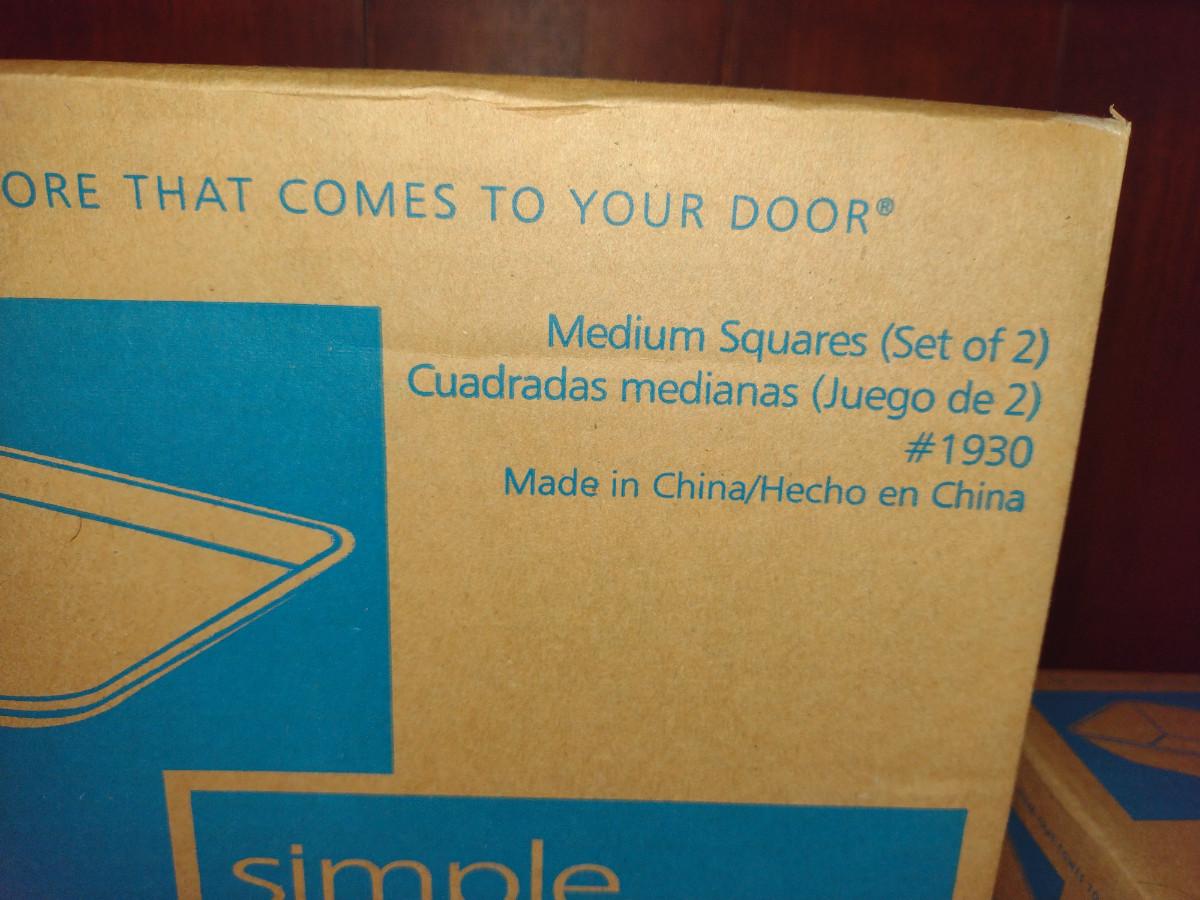 ORE THAT COMES TO YOUR DOOR®
Medium Squares (Set of 2)
Cuadradas medianas (Juego de 2)
#1930
Made in China/Hecho en China
simple